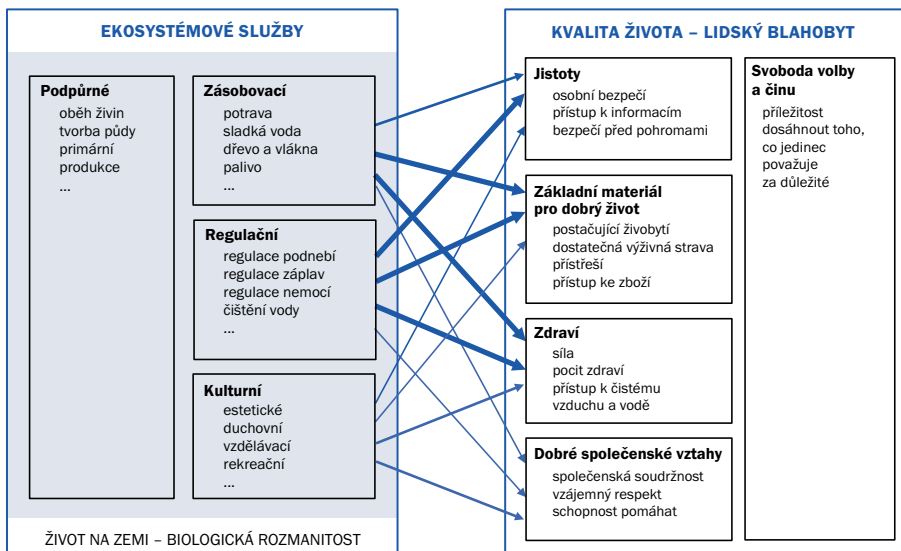 EKOSYSTÉMOVÉ SLUŽBY
Podpůrné
oběh živin
tvorba půdy
primární
produkce
...
Zásobovací
potrava
sladká voda
dřevo a vlákna
palivo
...
Regulační
regulace podnebí
regulace záplav
regulace nemocí
čištění vody
...
Kulturní
estetické
duchovní
vzdělávací
rekreační
...
ŽIVOT NA ZEMI – BIOLOGICKÁ ROZMANITOST
KVALITA ŽIVOTA – LIDSKÝ BLAHOBYT
Jistoty
osobní bezpečí
přístup k informacím
bezpečí před pohromami
Základní materiál
pro dobrý život
postačující živobytí
dostatečná výživná strava
přístřeší
přístup ke zboží
Zdraví
síla
pocit zdraví
přístup k čistému
vzduchu a vodě
Dobré společenské vztahy
společenská soudržnost
vzájemný respekt
schopnost pomáhat
Svoboda volby
a činu
příležitost
dosáhnout toho,
co jedinec
považuje
za důležité